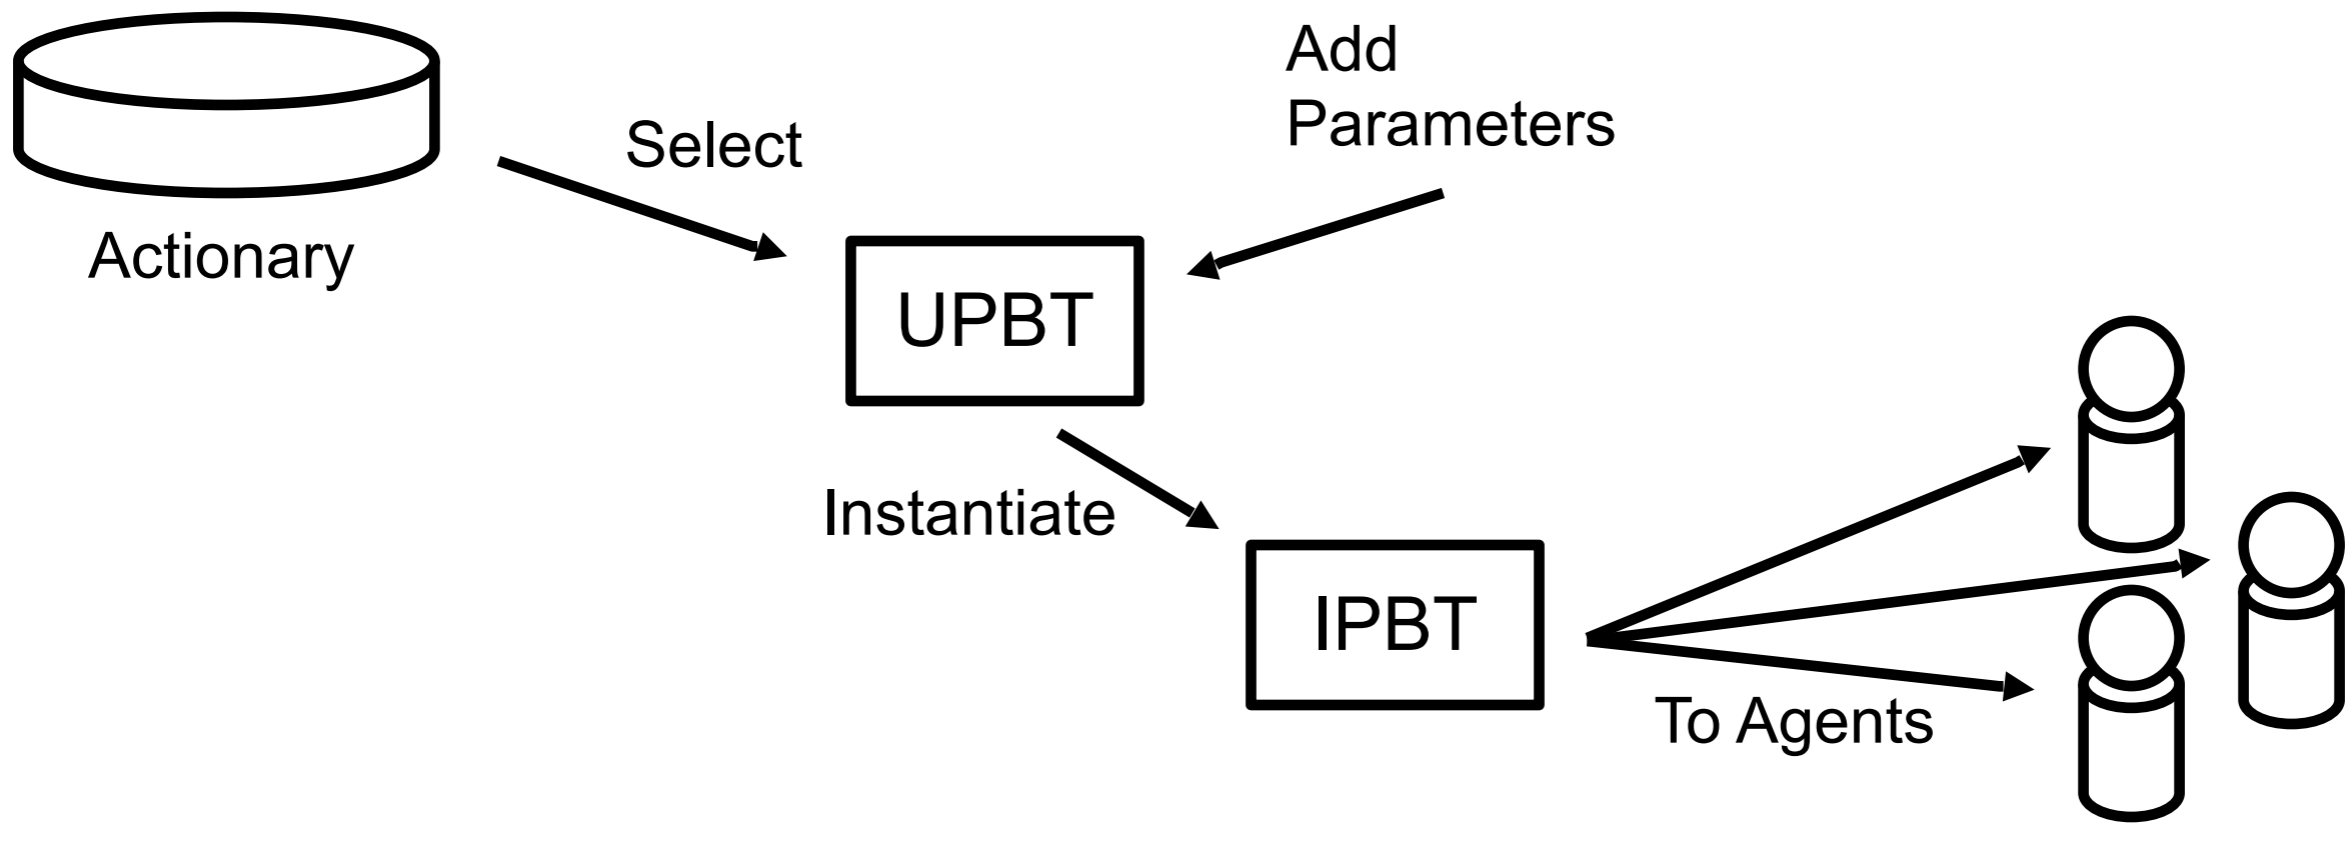 Add
Parameters
Select
Actionary
UPBT
Instantiate
IPBT
To Agents